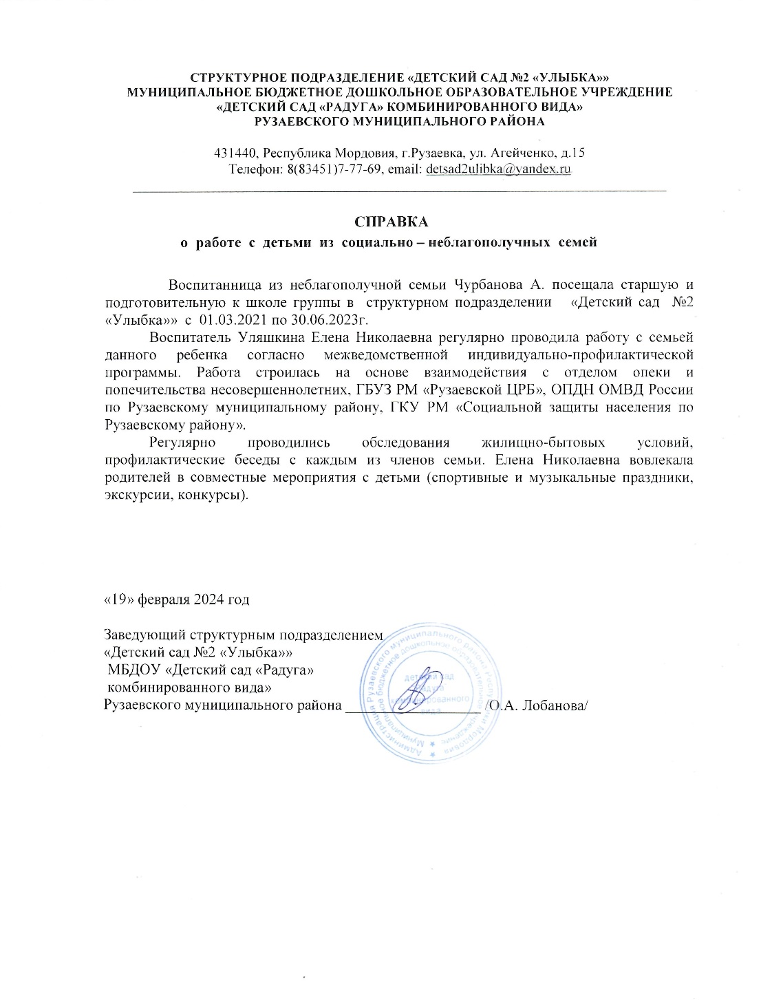 СТРУКТУРНОЕ ПОДРАЗДЕЛЕНИЕ «ДЕТСКИЙ САД №2 «УЛЫБКА»»
МУНИЦИПАЛЬНОЕ БЮДЖЕТНОЕ ДОШКОЛЬНОЕ ОБРАЗОВАТЕЛЬНОЕ УЧРЕЖДЕНИЕ
«ДЕТСКИЙ САД «РАДУГА» КОМБИНИРОВАННОГО ВИДА»
РУЗАЕВСКОГО МУНИЦИПАЛЬНОГО РАЙОНА
431440, Республика Мордовия, г.Рузаевка, ул. Агейченко, д.15
Телефон: 8(83451)7-77-69, email: detsad2ulibka@yandex.ru
СПРАВКА
о работе с детьми из социально – неблагополучных семей
Воспитанница из неблагополучной семьи Чурбанова А. посещала старшую и
подготовительную к школе группы в структурном подразделении «Детский сад №2
«Улыбка»» с 01.03.2021 по 30.06.2023г.
Воспитатель Уляшкина Елена Николаевна регулярно проводила работу с семьей
данного ребенка согласно межведомственной индивидуально-профилактической
программы. Работа строилась на основе взаимодействия с отделом опеки и
попечительства несовершеннолетних, ГБУЗ РМ «Рузаевской ЦРБ», ОПДН ОМВД России
по Рузаевскому муниципальному району, ГКУ РМ «Социальной защиты населения по
Рузаевскому району».
Регулярно проводились обследования жилищно-бытовых условий,
профилактические беседы с каждым из членов семьи. Елена Николаевна вовлекала
родителей в совместные мероприятия с детьми (спортивные и музыкальные праздники,
экскурсии, конкурсы).
«19» февраля 2024 год
Заведующий структурным подразделением
«Детский сад №2 «Улыбка»»
МБДОУ «Детский сад «Радуга»
комбинированного вида»
Рузаевского муниципального района __________________ /О.А. Лобанова/
Администрация Рузаевского муниципального района Республики Мордовия
Муниципальное бюджетное дошкольное образовательное учреждение
детский сад
Радуга
комбинированного
вида